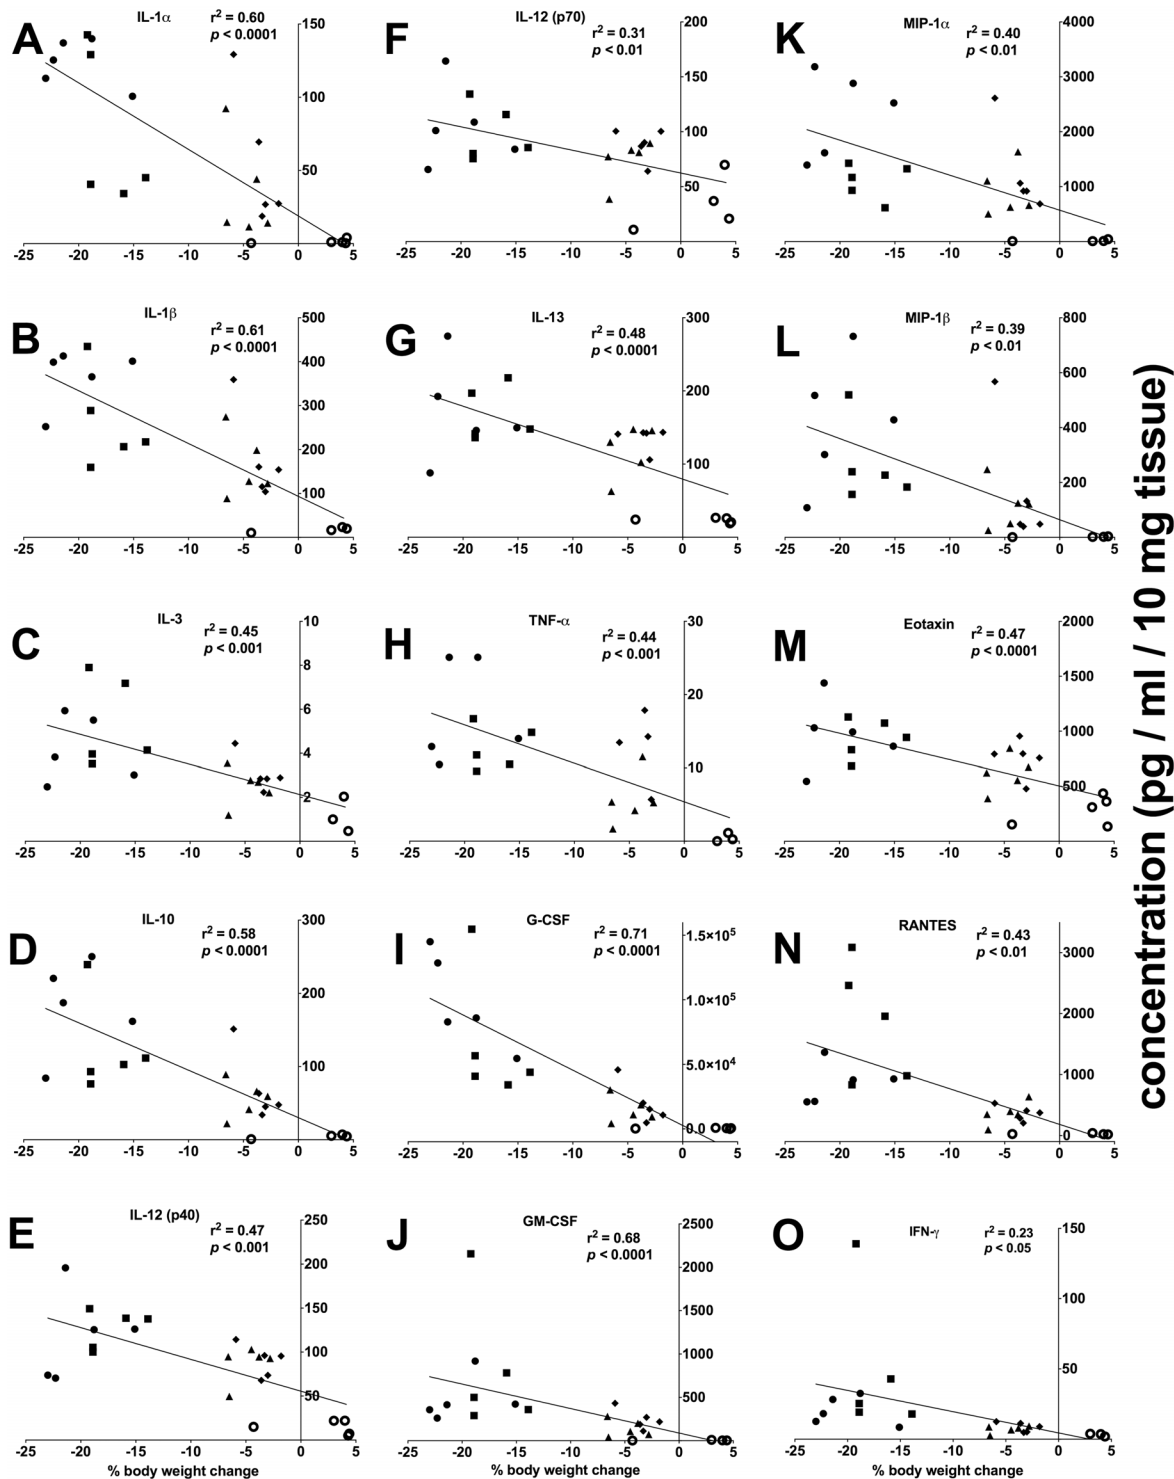 A
IL-1α
r² = 0.60
p < 0.0001
150
100
50
-25 -20 -15 -10 -5 0 5
F
IL-12 (p70)
r² = 0.31
p < 0.01
200
150
100
50
-25 -20 -15 -10 -5 0 5
K
MIP-1α
r² = 0.40
p < 0.01
4000
3000
2000
1000
-25 -20 -15 -10 -5 0 5
B
IL-1β
r² = 0.61
p < 0.0001
500
400
300
200
100
-25 -20 -15 -10 -5 0 5
G
IL-13
r² = 0.48
p < 0.0001
300
200
100
-25 -20 -15 -10 -5 0 5
L
MIP-1β
r² = 0.39
p < 0.01
800
600
400
200
-25 -20 -15 -10 -5 0 5
C
IL-3
r² = 0.45
p < 0.001
10
8
6
4
2
-25 -20 -15 -10 -5 0 5
H
TNF-α
r² = 0.44
p < 0.001
30
20
10
-25 -20 -15 -10 -5 0 5
M
Eotaxin
r² = 0.47
p < 0.0001
2000
1500
1000
500
-25 -20 -15 -10 -5 0 5
D
IL-10
r² = 0.58
p < 0.0001
300
200
100
-25 -20 -15 -10 -5 0 5
I
G-CSF
r² = 0.71
p < 0.0001
1.5×10⁵
1.0×10⁵
5.0×10⁴
0.0
-25 -20 -15 -10 -5 0 5
N
RANTES
r² = 0.43
p < 0.01
3000
2000
1000
0
-25 -20 -15 -10 -5 0 5
E
IL-12 (p40)
r² = 0.47
p < 0.001
250
200
150
100
50
-25 -20 -15 -10 -5 0 5
% body weight change
J
GM-CSF
r² = 0.68
p < 0.0001
2500
2000
1500
1000
500
-25 -20 -15 -10 -5 0 5
% body weight change
O
IFN-γ
r² = 0.23
p < 0.05
150
100
50
-25 -20 -15 -10 -5 0 5
% body weight change
concentration (pg / ml / 10 mg tissue)